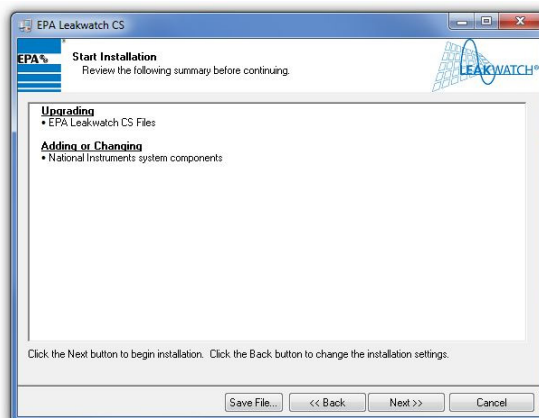 EPA Leakwatch CS
EPA%
Start Installation
Review the following summary before continuing.
LEAKWATCH®
Upgrading
• EPA Leakwatch CS Files
Adding or Changing
• National Instruments system components
Click the Next button to begin installation. Click the Back button to change the installation settings.
Save File...
<< Back
Next >>
Cancel